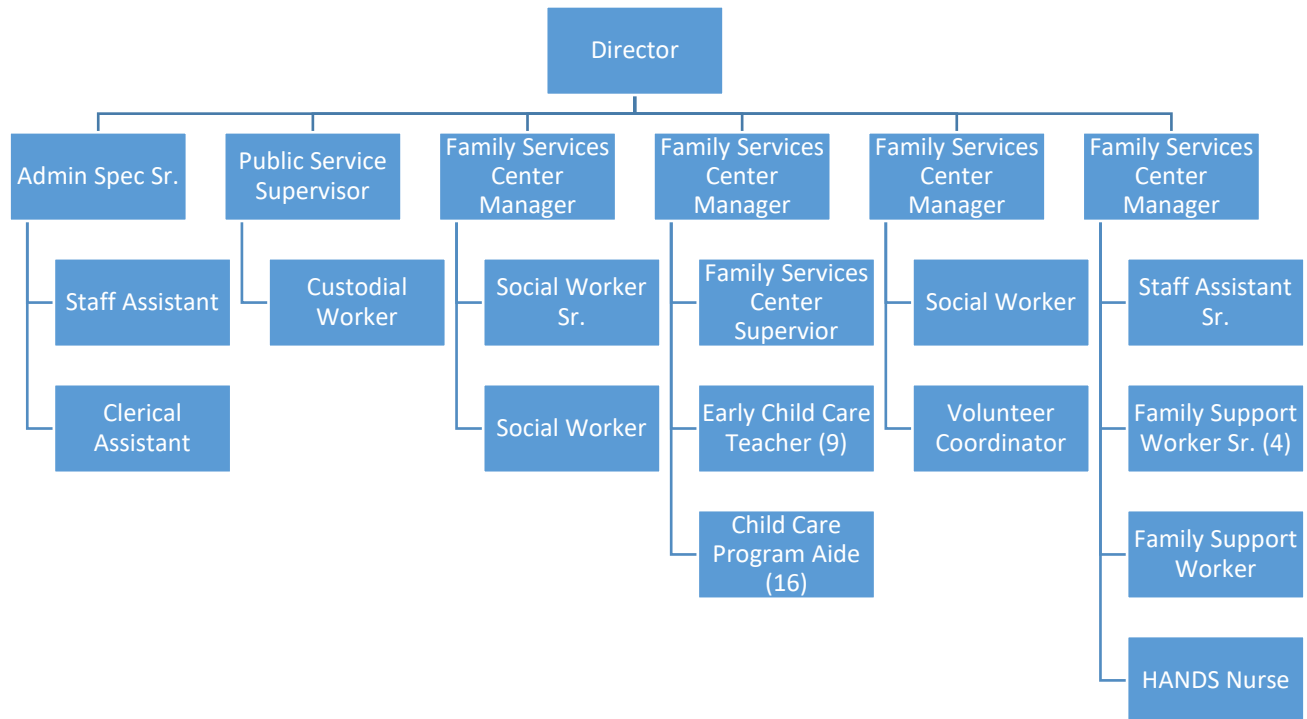 Director
Admin Spec Sr.
Public Service
Supervisor
Family Services
Center
Manager
Family Services
Center
Manager
Family Services
Center
Manager
Family Services
Center
Manager
Staff Assistant
Clerical
Assistant
Custodial
Worker
Social Worker
Sr.
Social Worker
Family Services
Center
Supervior
Early Child Care
Teacher (9)
Child Care
Program Aide
(16)
Social Worker
Volunteer
Coordinator
Staff Assistant
Sr.
Family Support
Worker Sr. (4)
Family Support
Worker
HANDS Nurse